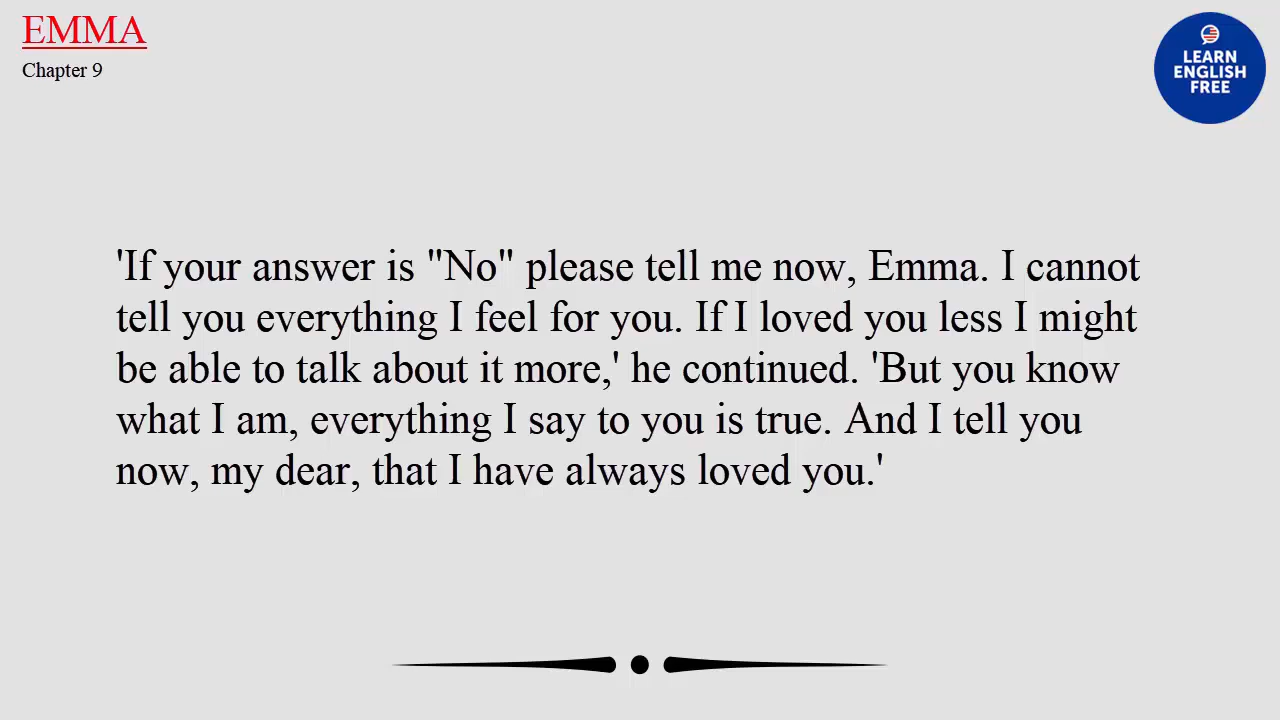 EMMA
Chapter 9
LEARN
ENGLISH
FREE
'If your answer is "No" please tell me now, Emma. I cannot
tell you everything I feel for you. If I loved you less I might
be able to talk about it more,' he continued. 'But you know
what I am, everything I say to you is true. And I tell you
now, my dear, that I have always loved you.'